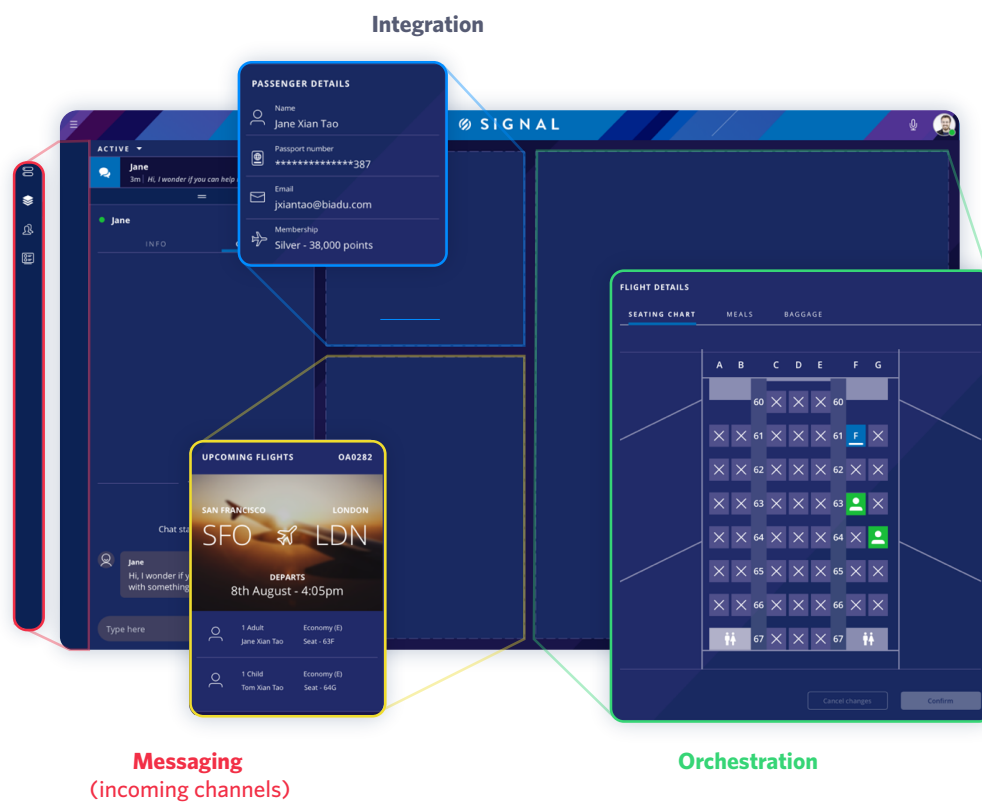 Integration
PASSENGER DETAILS
Name
Jane Xian Tao
Passport number
**************387
Email
jxiantao@biadu.com
Membership
Silver - 38,000 points
SIGNAL
ACTIVE
Jane
3m | Hi, I wonder if you can help
Jane
INFO
FLIGHT DETAILS
SEATING CHART MEALS BAGGAGE
A B C D E F G
60 60
61 61 F
62 62
63 63
64 64
65 65
66 66
67 67
Cancel changes Confirm
UPCOMING FLIGHTS OA0282
SAN FRANCISCO LONDON
SFO LDN
DEPARTS
8th August - 4:05pm
1 Adult Economy (E)
Jane Xian Tao Seat - 63F
1 Child Economy (E)
Tom Xian Tao Seat - 64G
Chat
Jane
Hi, I wonder if
with something
Type here
Messaging
(incoming channels)
Orchestration